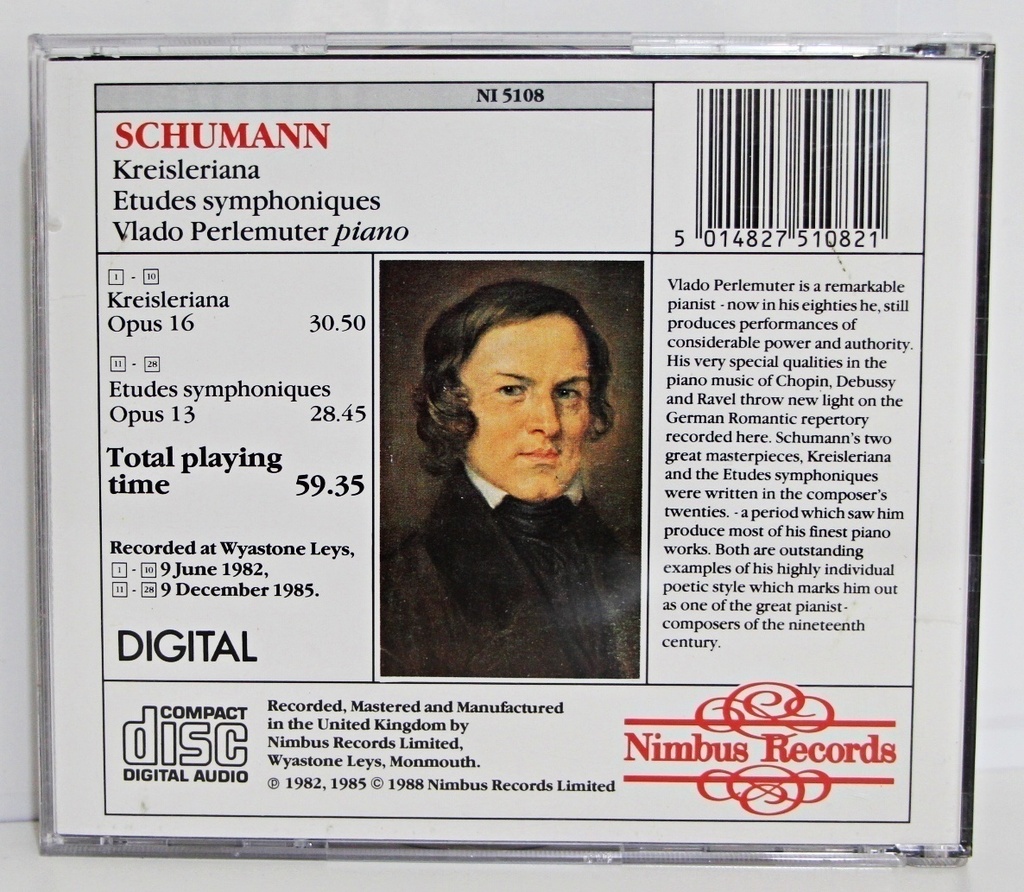 NI 5108
SCHUMANN
Kreisleriana
Etudes symphoniques
Vlado Perlemuter piano
5 014827 510821
1 - 10
Kreisleriana
Opus 16 30.50
11 - 28
Etudes symphoniques
Opus 13 28.45
Total playing
time 59.35
Recorded at Wyastone Leys,
1 - 10 9 June 1982,
11 - 28 9 December 1985.
DIGITAL
Vlado Perlemuter is a remarkable
pianist - now in his eighties he, still
produces performances of
considerable power and authority.
His very special qualities in the
piano music of Chopin, Debussy
and Ravel throw new light on the
German Romantic repertory
recorded here. Schumann's two
great masterpieces, Kreisleriana
and the Etudes symphoniques
were written in the composer's
twenties. - a period which saw him
produce most of his finest piano
works. Both are outstanding
examples of his highly individual
poetic style which marks him out
as one of the great pianist-
composers of the nineteenth
century.
COMPACT
disc
DIGITAL AUDIO
Recorded, Mastered and Manufactured
in the United Kingdom by
Nimbus Records Limited,
Wyastone Leys, Monmouth.
℗ 1982, 1985 © 1988 Nimbus Records Limited
Nimbus Records